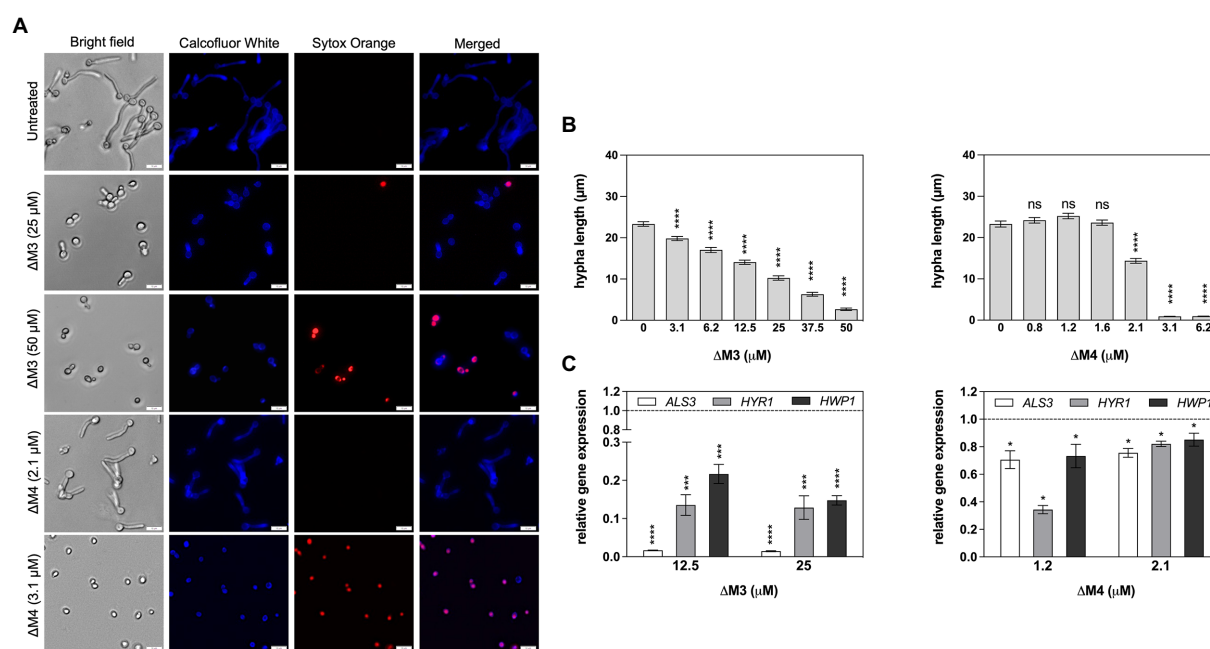 A
Bright field
Calcofluor White
Sytox Orange
Merged
Untreated
ΔM3 (25 μM)
ΔM3 (50 μM)
ΔM4 (2.1 μM)
ΔM4 (3.1 μM)
B
hypha length (μm)
40
30
20
10
0
****
****
****
****
****
****
0 3.1 6.2 12.5 25 37.5 50
ΔM3 (μM)
hypha length (μm)
40
30
20
10
0
ns ns ns **** **** ****
0 0.8 1.2 1.6 2.1 3.1 6.2
ΔM4 (μM)
C
relative gene expression
1.2
1.0
0.8
0.3
0.2
0.1
0.0
ALS3 HYR1 HWP1
**** *** *** **** *** ****
12.5 25
ΔM3 (μM)
relative gene expression
1.2
1.0
0.8
0.6
0.4
0.2
0.0
ALS3 HYR1 HWP1
* * * * * *
1.2 2.1
ΔM4 (μM)